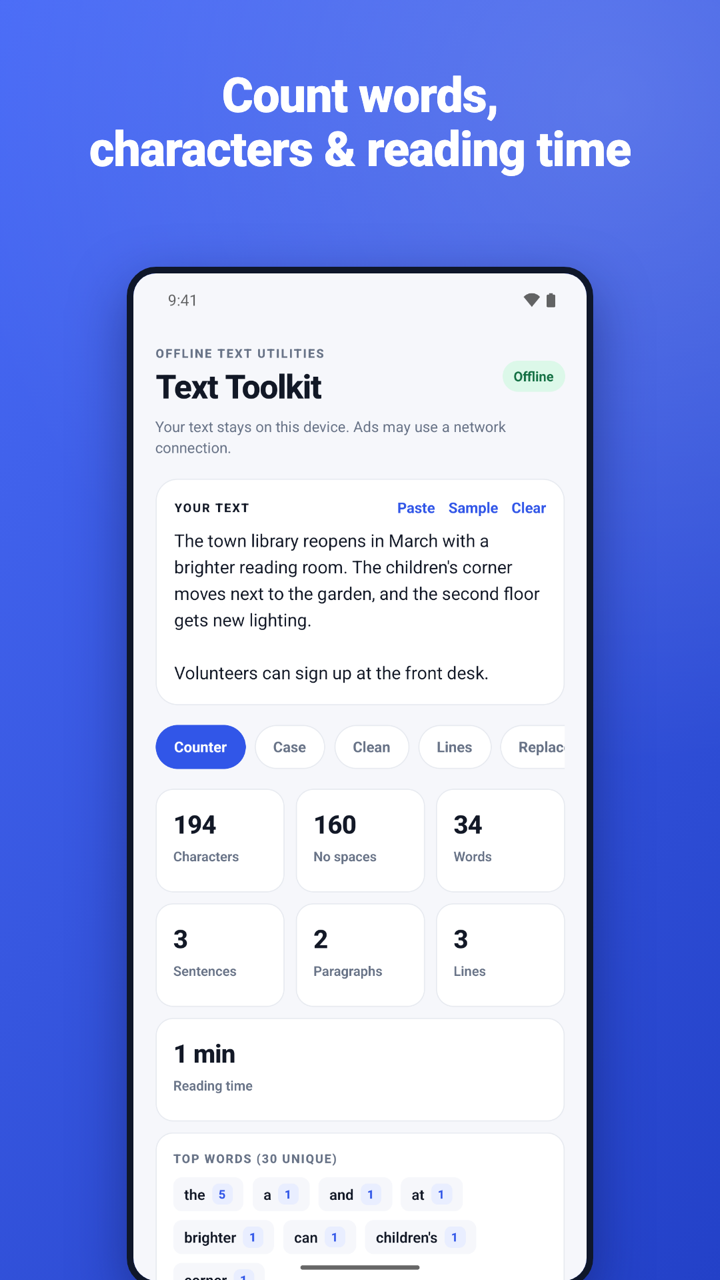 Count words,
characters & reading time
9:41
OFFLINE TEXT UTILITIES
Text Toolkit
Offline
Your text stays on this device. Ads may use a network
connection.
YOUR TEXT
Paste Sample Clear
The town library reopens in March with a
brighter reading room. The children's corner
moves next to the garden, and the second floor
gets new lighting.
Volunteers can sign up at the front desk.
Counter Case Clean Lines Replac
194 160 34
Characters No spaces Words
3 2 3
Sentences Paragraphs Lines
1 min
Reading time
TOP WORDS (30 UNIQUE)
the 5 a 1 and 1 at 1
brighter 1 can 1 children's 1
corner 1